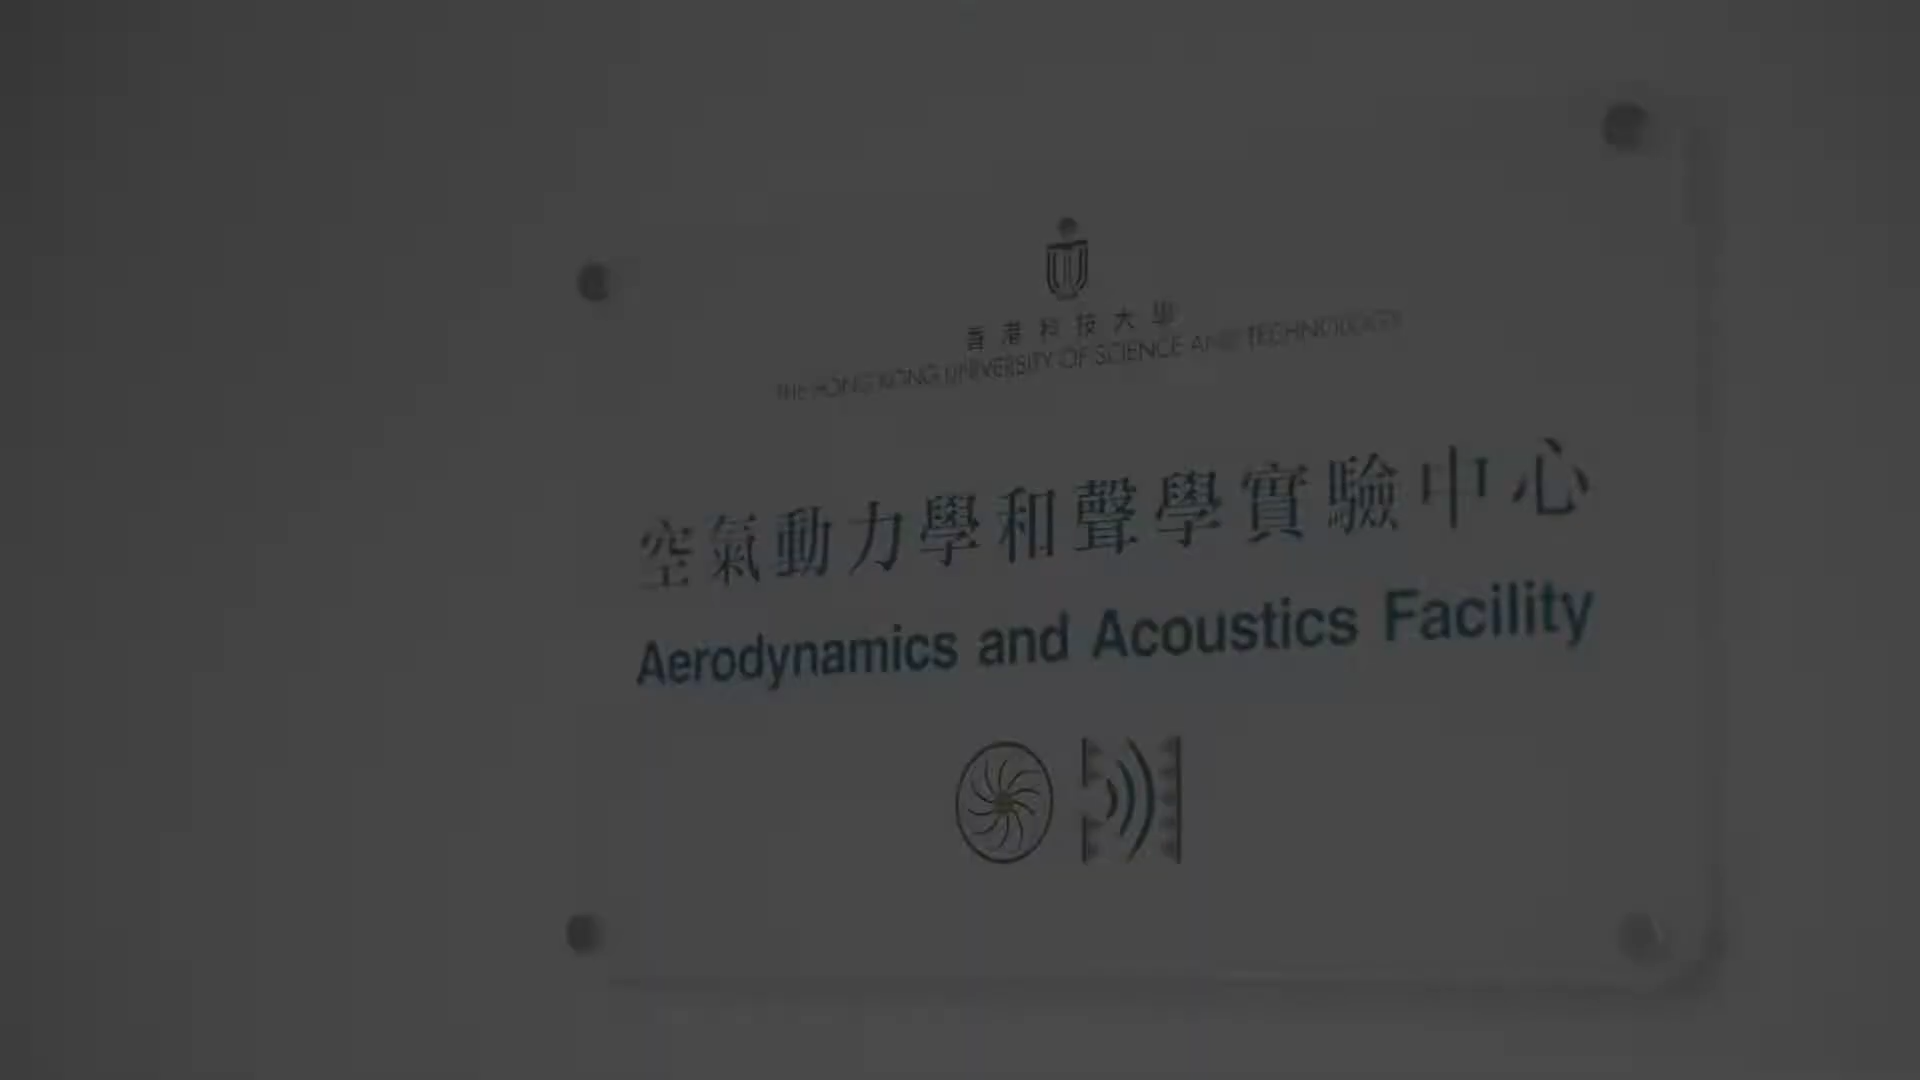 香港科技大學
THE HONG KONG UNIVERSITY OF SCIENCE AND TECHNOLOGY
空氣動力學和聲學實驗中心
Aerodynamics and Acoustics Facility